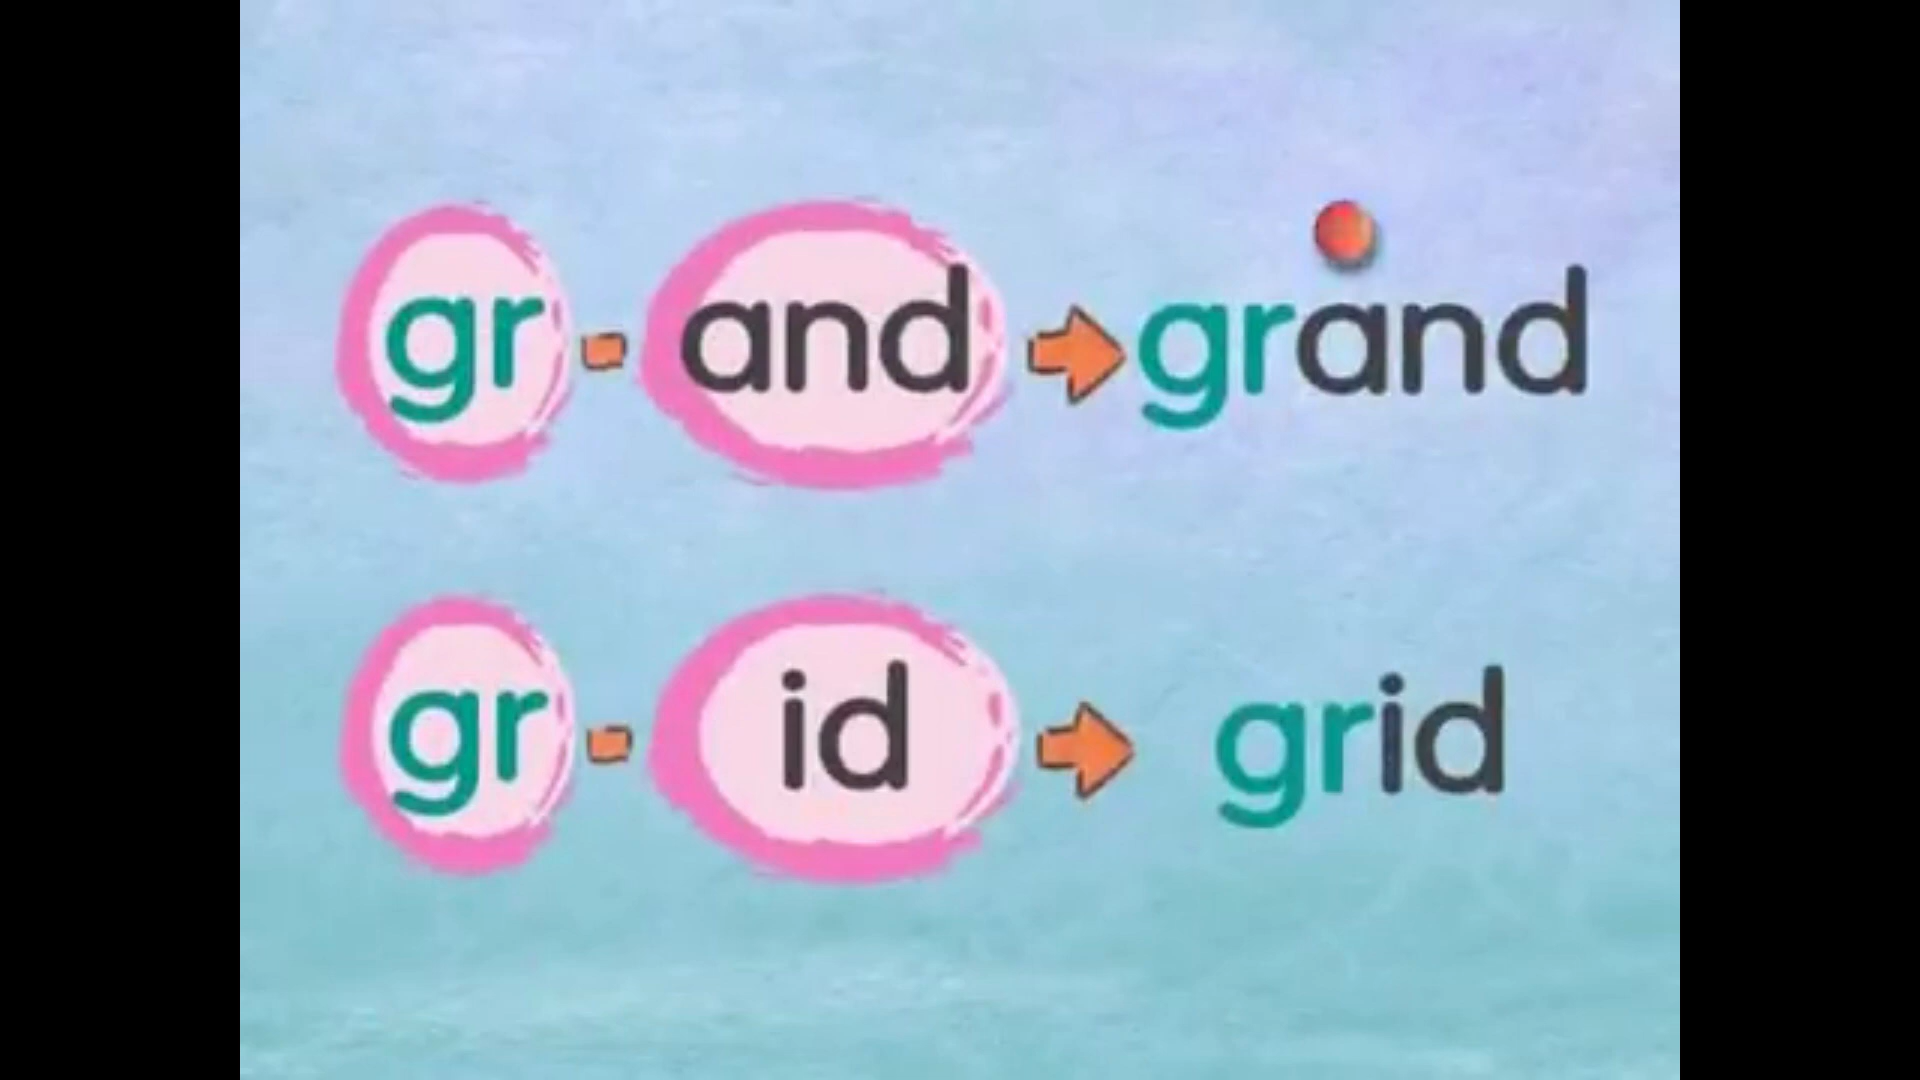 gr - and → grand
gr - id → grid